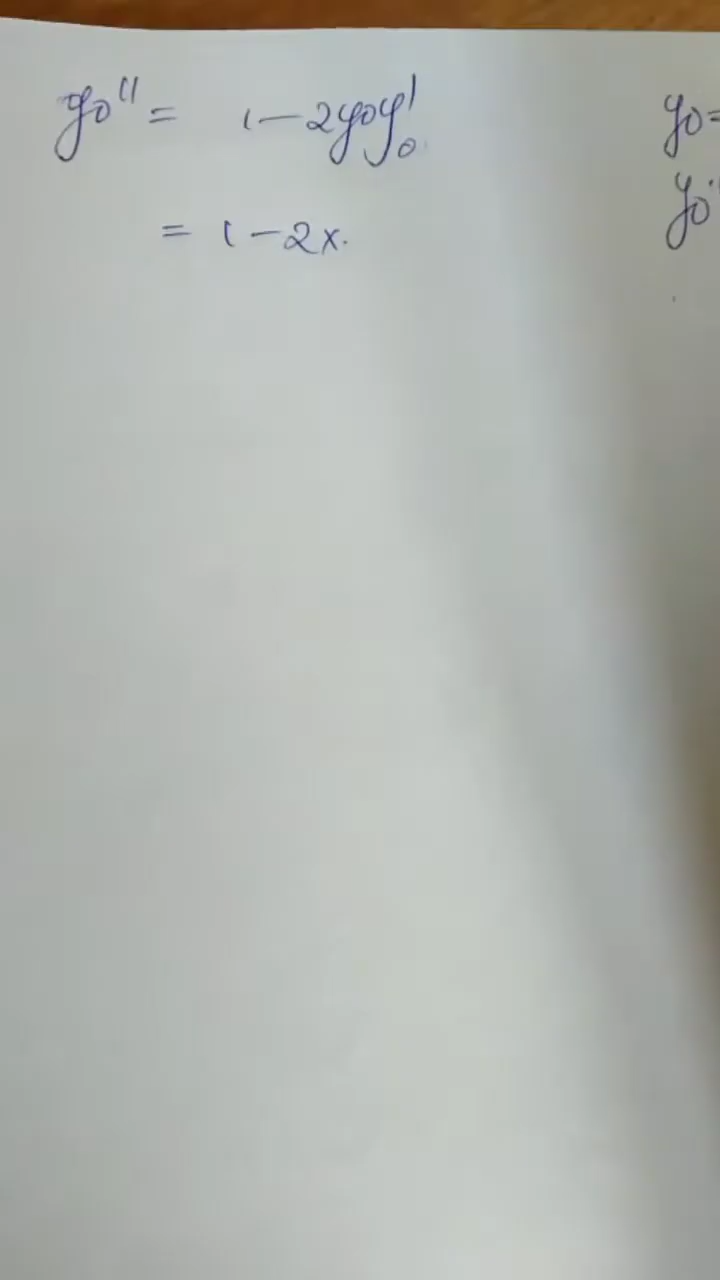 y₀'' = 1-2y₀y₀'
y₀=
y₀'
= 1-2x.